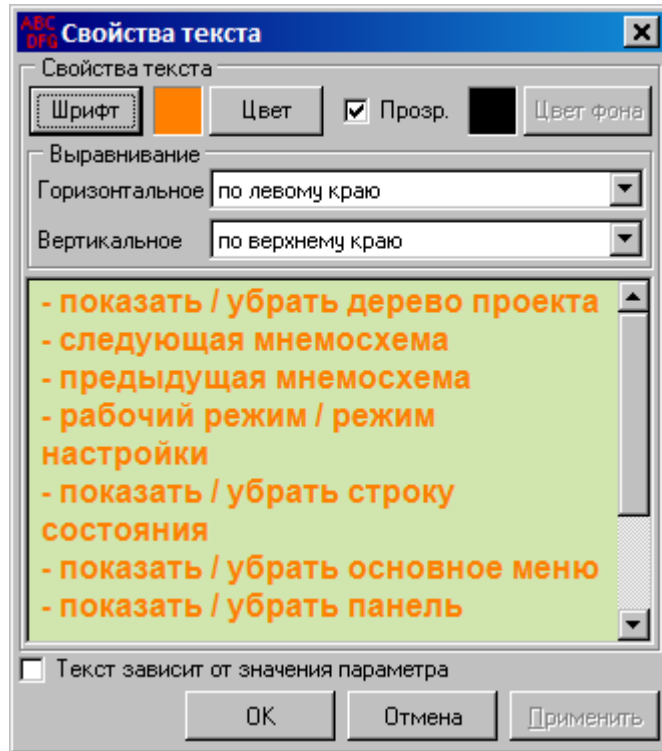 ABC
DFG
Свойства текста
Свойства текста
Шрифт Цвет Прозр. Цвет фона
Выравнивание
Горизонтальное по левому краю
Вертикальное по верхнему краю
- показать / убрать дерево проекта
- следующая мнемосхема
- предыдущая мнемосхема
- рабочий режим / режим
настройки
- показать / убрать строку
состояния
- показать / убрать основное меню
- показать / убрать панель
Текст зависит от значения параметра
OK Отмена Применить